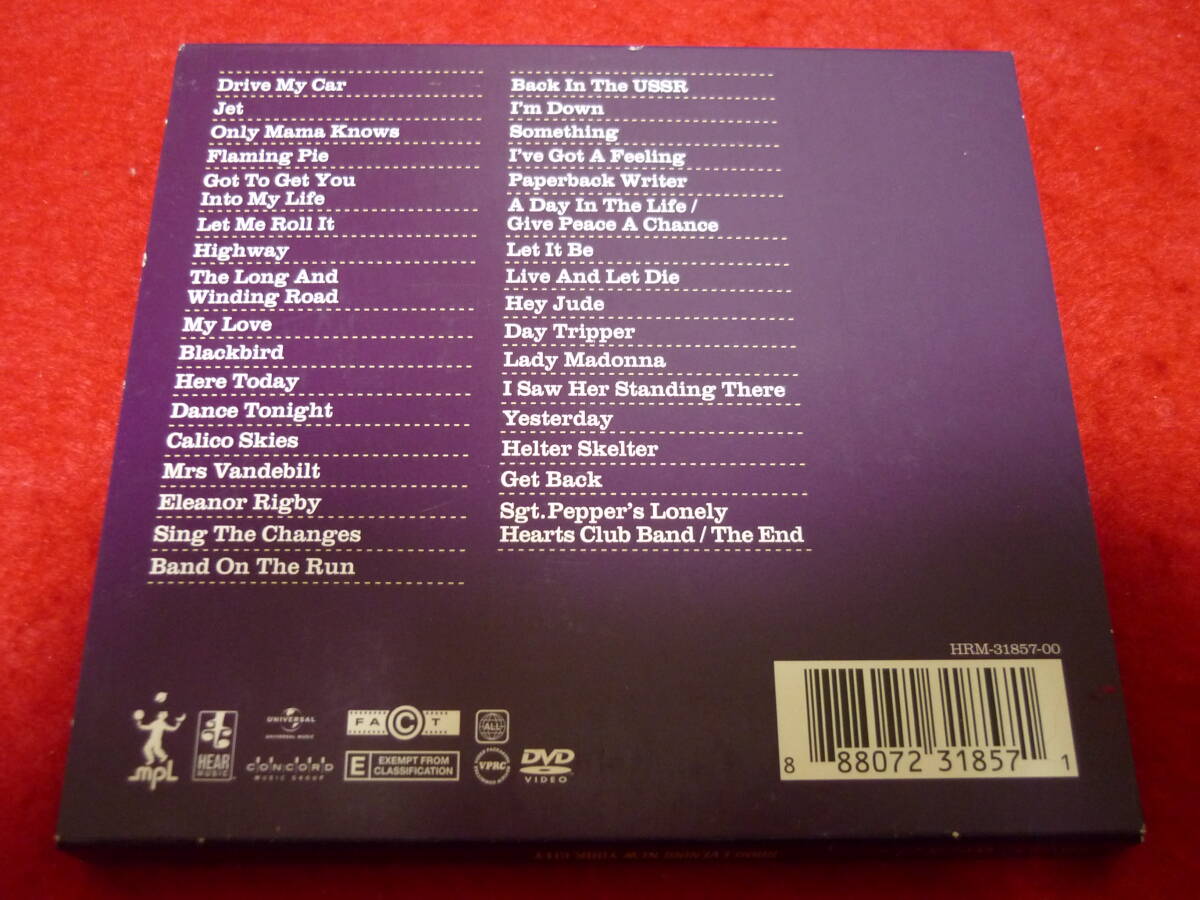 Drive My Car
Jet
Only Mama Knows
Flaming Pie
Got To Get You
Into My Life
Let Me Roll It
Highway
The Long And
Winding Road
My Love
Blackbird
Here Today
Dance Tonight
Calico Skies
Mrs Vandebilt
Eleanor Rigby
Sing The Changes
Band On The Run
Back In The USSR
I'm Down
Something
I've Got A Feeling
Paperback Writer
A Day In The Life /
Give Peace A Chance
Let It Be
Live And Let Die
Hey Jude
Day Tripper
Lady Madonna
I Saw Her Standing There
Yesterday
Helter Skelter
Get Back
Sgt.Pepper's Lonely
Hearts Club Band / The End
HRM-31857-00
8 88072 31857 1
mpL
HEAR
MUSIC
UNIVERSAL
UNIVERSAL MUSIC
CONCORD
MUSIC GROUP
FACT
E EXEMPT FROM
CLASSIFICATION
ALL
VPRC
DVD
VIDEO